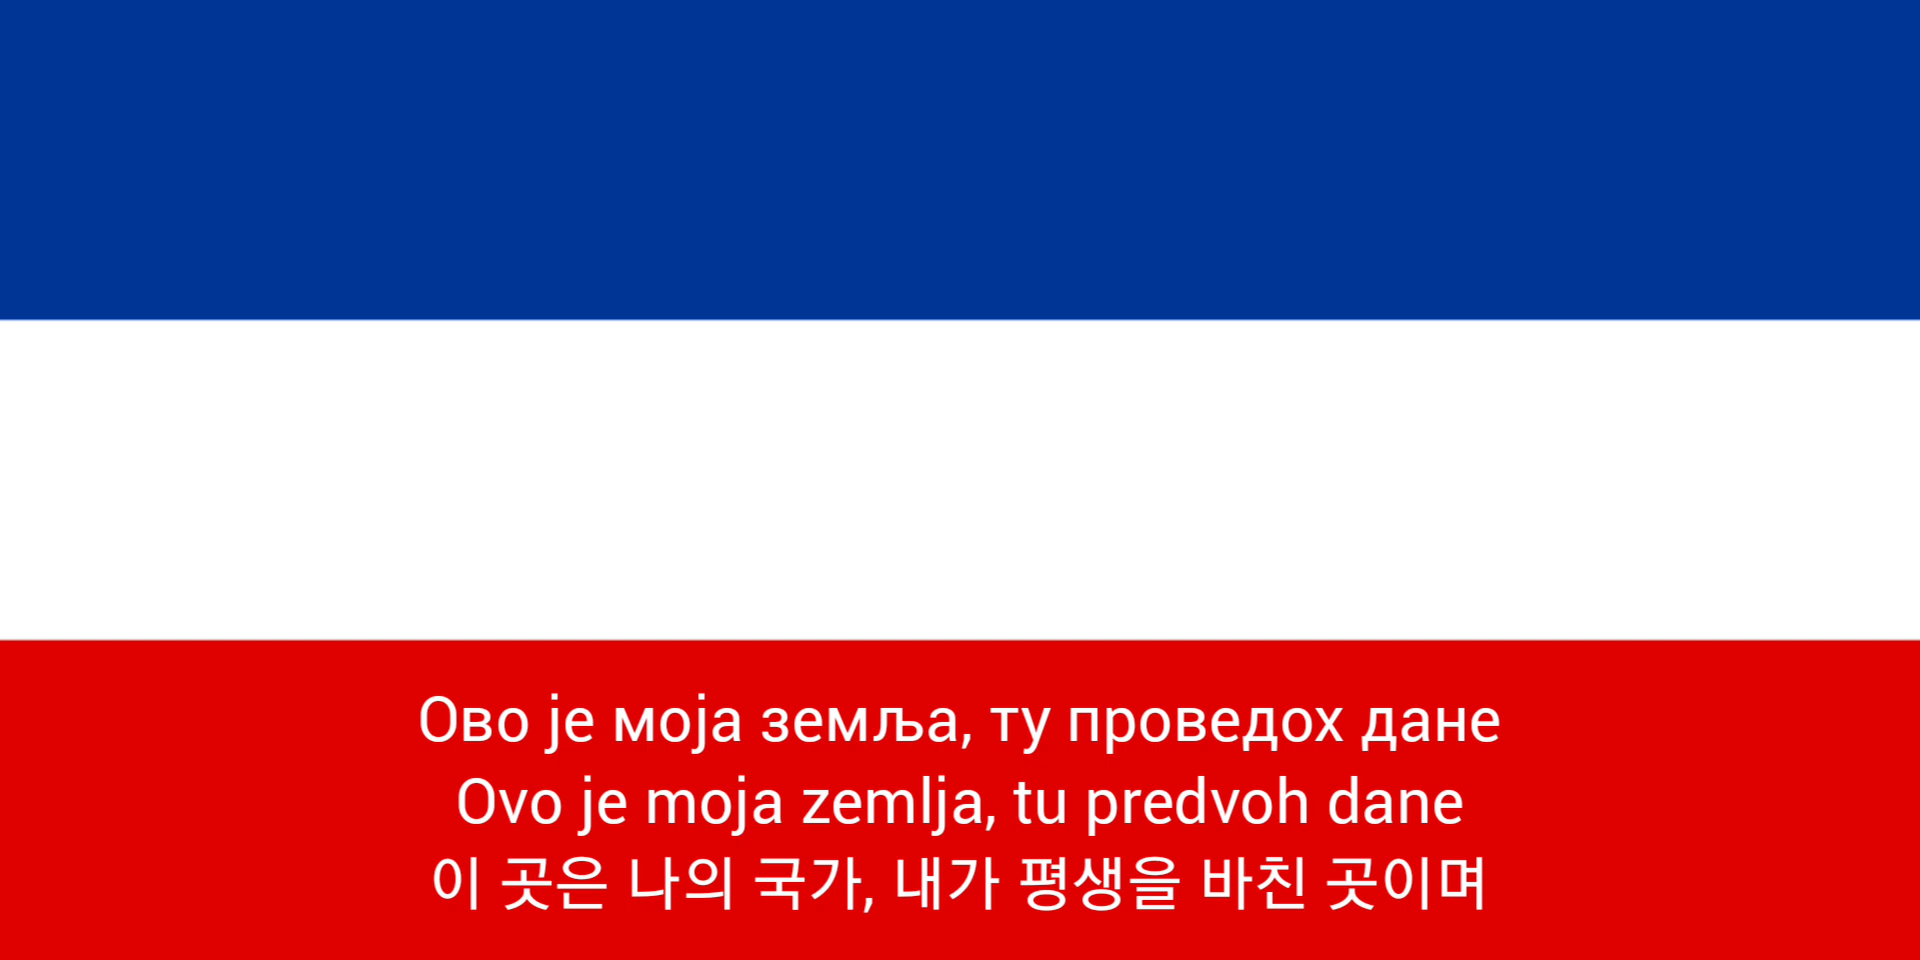 Ово је моја земља, ту проведох дане
Ovo je moja zemlja, tu predvoh dane
이 곳은 나의 국가, 내가 평생을 바친 곳이며